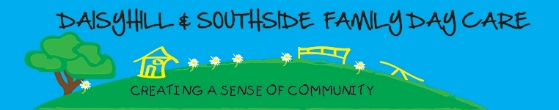 DAISYHILL & SOUTHSIDE FAMILY DAY CARE
CREATING A SENSE OF COMMUNITY